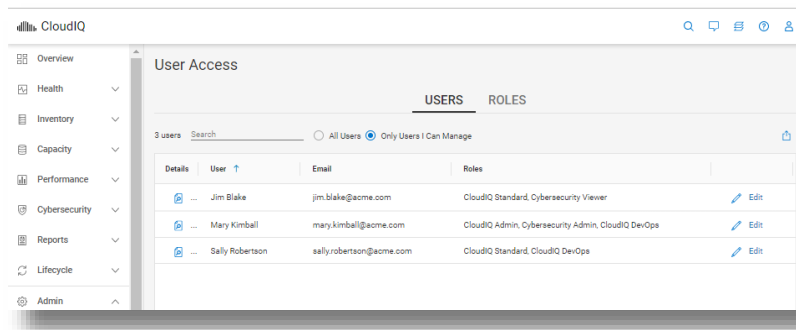 CloudIQ
Overview
Health
Inventory
Capacity
Performance
Cybersecurity
Reports
Lifecycle
Admin
User Access
USERS ROLES
3 users Search All Users Only Users I Can Manage
Details User ↑ Email Roles
... Jim Blake jim.blake@acme.com CloudIQ Standard, Cybersecurity Viewer Edit
... Mary Kimball mary.kimball@acme.com CloudIQ Admin, Cybersecurity Admin, CloudIQ DevOps Edit
... Sally Robertson sally.robertson@acme.com CloudIQ Standard, CloudIQ DevOps Edit